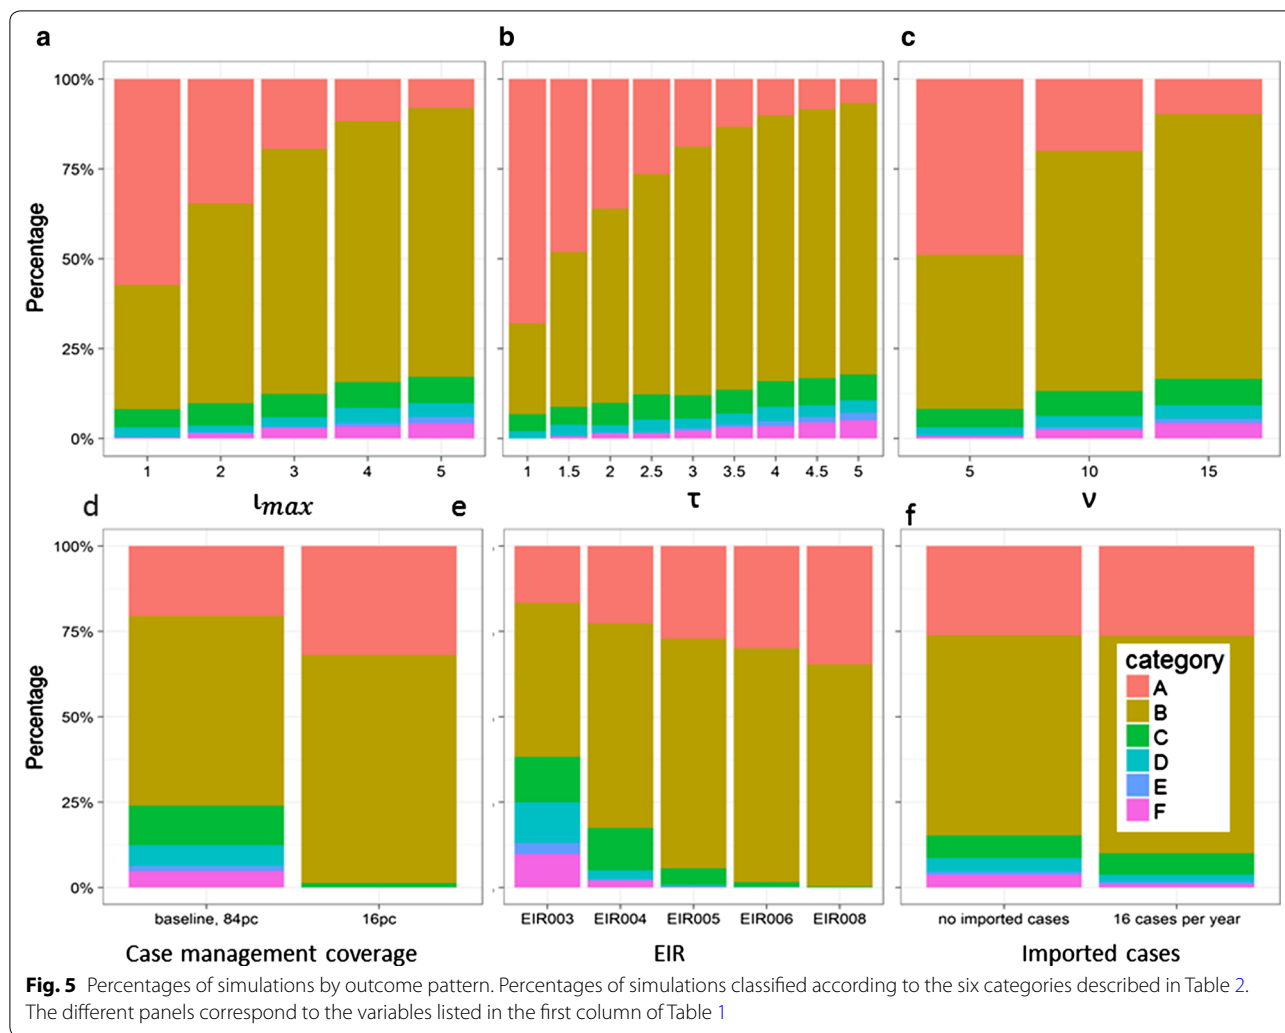 a
b
c
100%
75%
50%
25%
0%
Percentage
1 2 3 4 5
1 1.5 2 2.5 3 3.5 4 4.5 5
5 10 15
ιmax
τ
ν
d
e
f
100%
75%
50%
25%
0%
Percentage
category
A
B
C
D
E
F
baseline, 84pc 16pc
EIR003 EIR004 EIR005 EIR006 EIR008
no imported cases 16 cases per year
Case management coverage
EIR
Imported cases
Fig. 5 Percentages of simulations by outcome pattern. Percentages of simulations classified according to the six categories described in Table 2.
The different panels correspond to the variables listed in the first column of Table 1